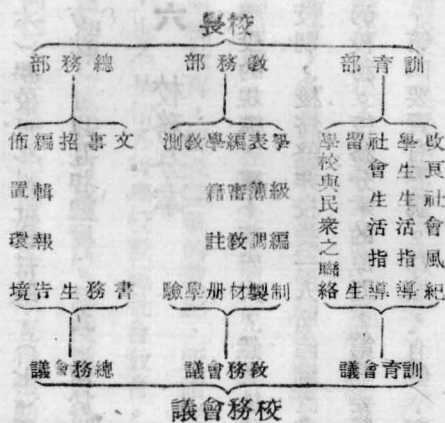 校長
訓育部
教務部
總務部
改良社會風紀
學生生活指導
社會生活指導
留生
學校與民衆之聯絡
學級編制
表簿調製
編審教材
學籍註册
教學
測驗
文書
事務
招生
編輯報告
佈置環境
訓育會議
教務會議
總務會議
校務會議